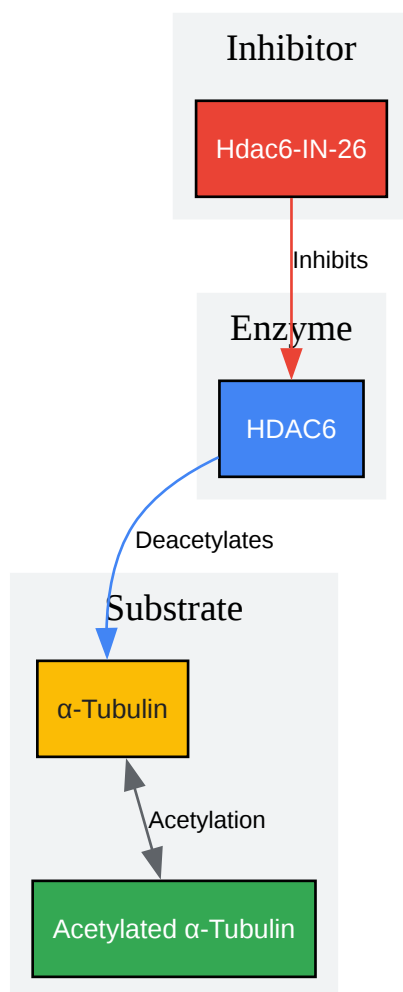 Inhibitor
Hdac6-IN-26
Inhibits
Enzyme
HDAC6
Deacetylates
Substrate
α-Tubulin
Acetylation
Acetylated α-Tubulin